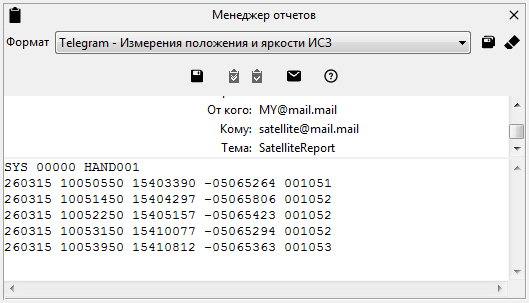 Менеджер отчетов
Формат Telegram - Измерения положения и яркости ИСЗ
От кого: MY@mail.mail
Кому: satellite@mail.mail
Тема: SatelliteReport
SYS 00000 HAND001
260315 10050550 15403390 -05065264 001051
260315 10051450 15404297 -05065806 001052
260315 10052250 15405157 -05065423 001052
260315 10053150 15410077 -05065294 001052
260315 10053950 15410812 -05065363 001053